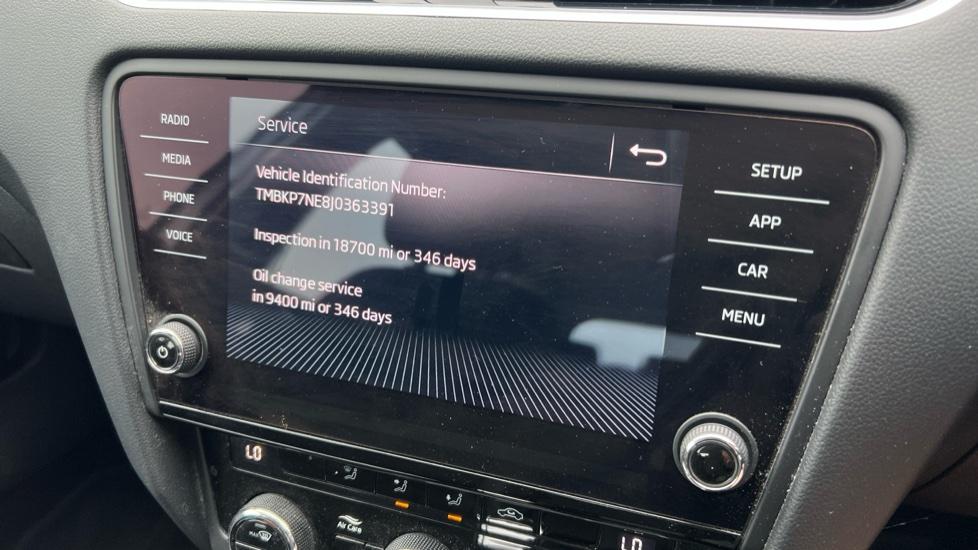 RADIO
MEDIA
PHONE
VOICE
Service
Vehicle Identification Number:
TMBKP7NE8J0363391
Inspection in 18700 mi or 346 days
Oil change service
in 9400 mi or 346 days
SETUP
APP
CAR
MENU
LO
MAX
Air Care
LO